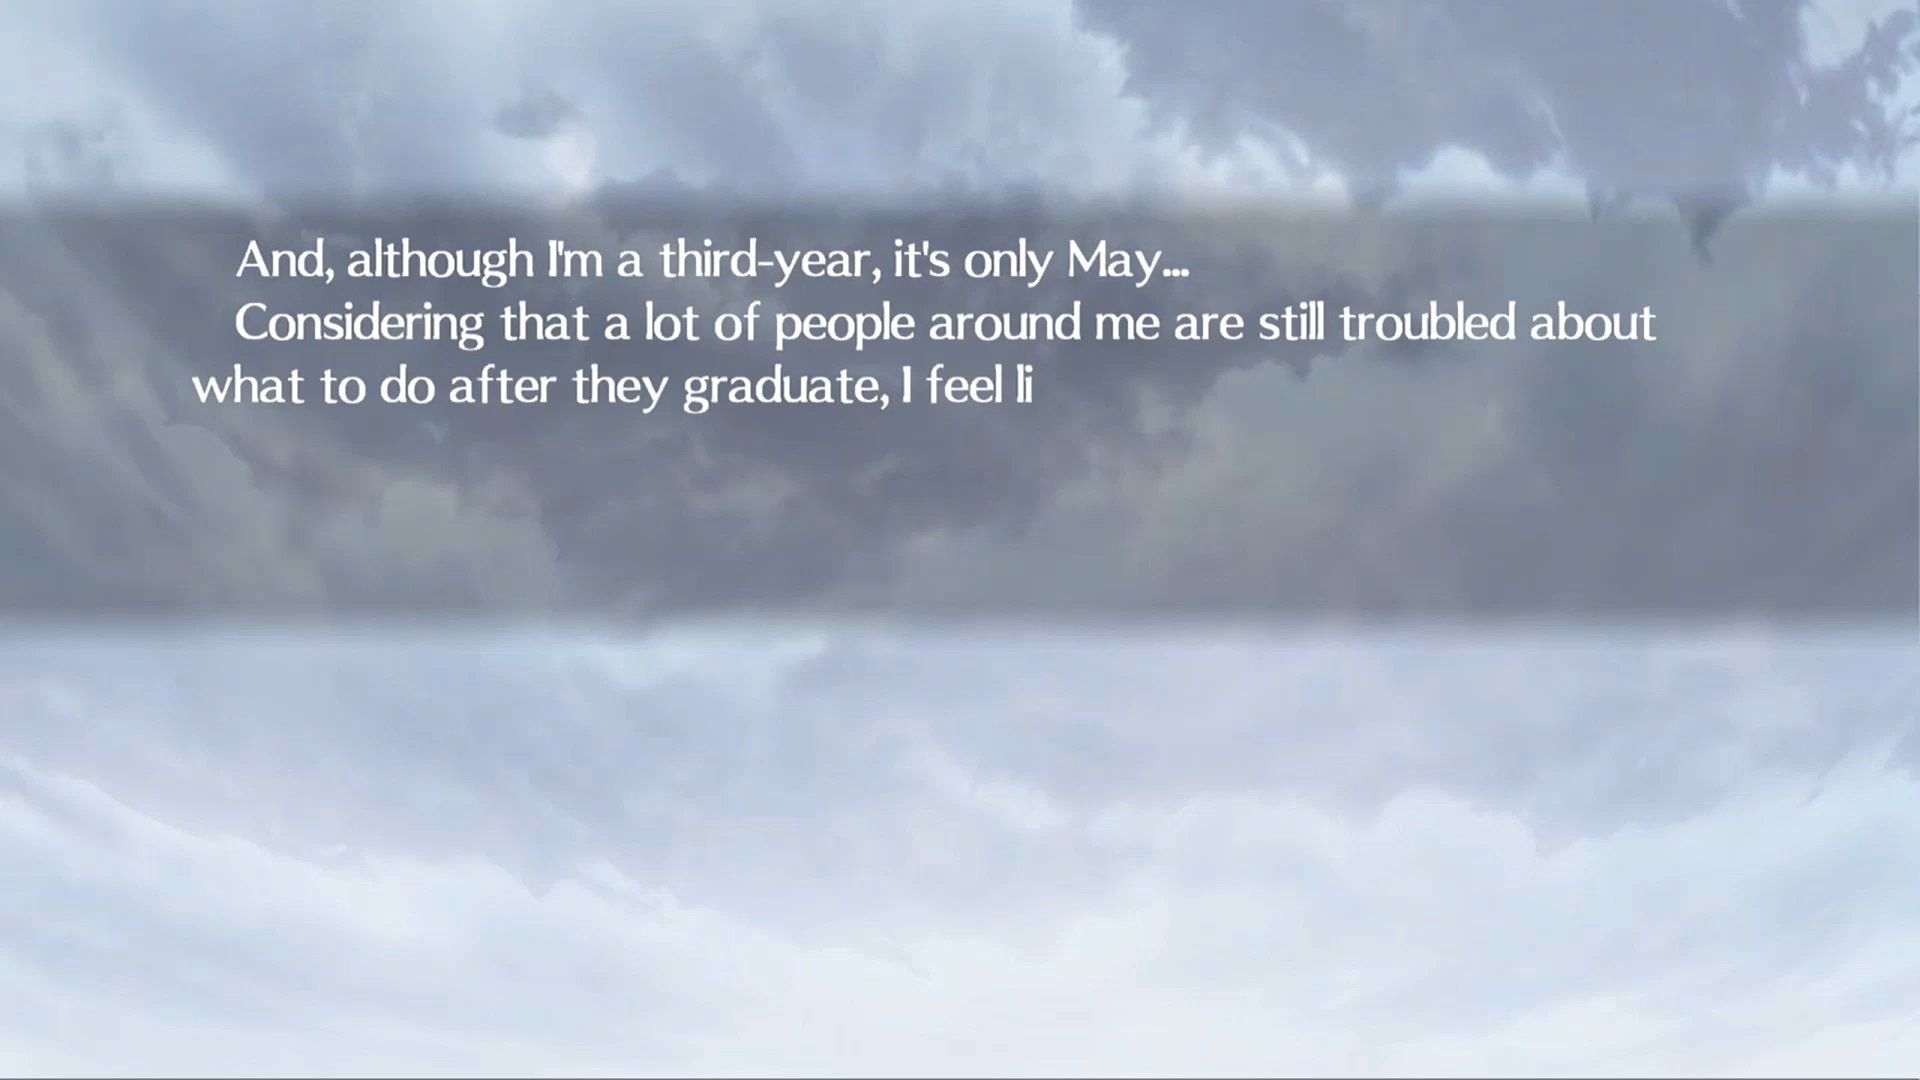 And, although I'm a third-year, it's only May...
Considering that a lot of people around me are still troubled about
what to do after they graduate, I feel li